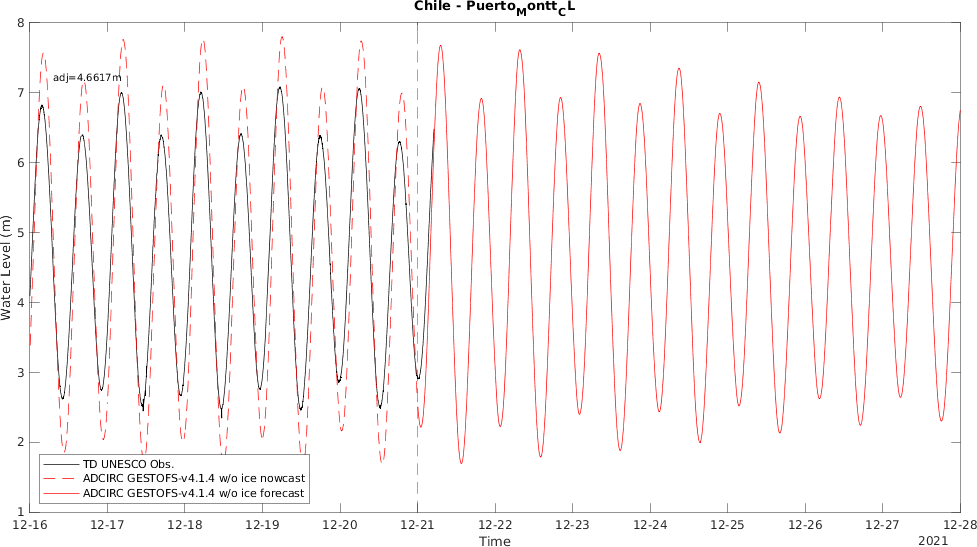 Chile - PuertoMonttCL
adj=4.6617m
8
7
6
5
4
3
2
1
Water Level (m)
TD UNESCO Obs.
ADCIRC GESTOFS-v4.1.4 w/o ice nowcast
ADCIRC GESTOFS-v4.1.4 w/o ice forecast
12-16 12-17 12-18 12-19 12-20 12-21 12-22 12-23 12-24 12-25 12-26 12-27 12-28
Time
2021